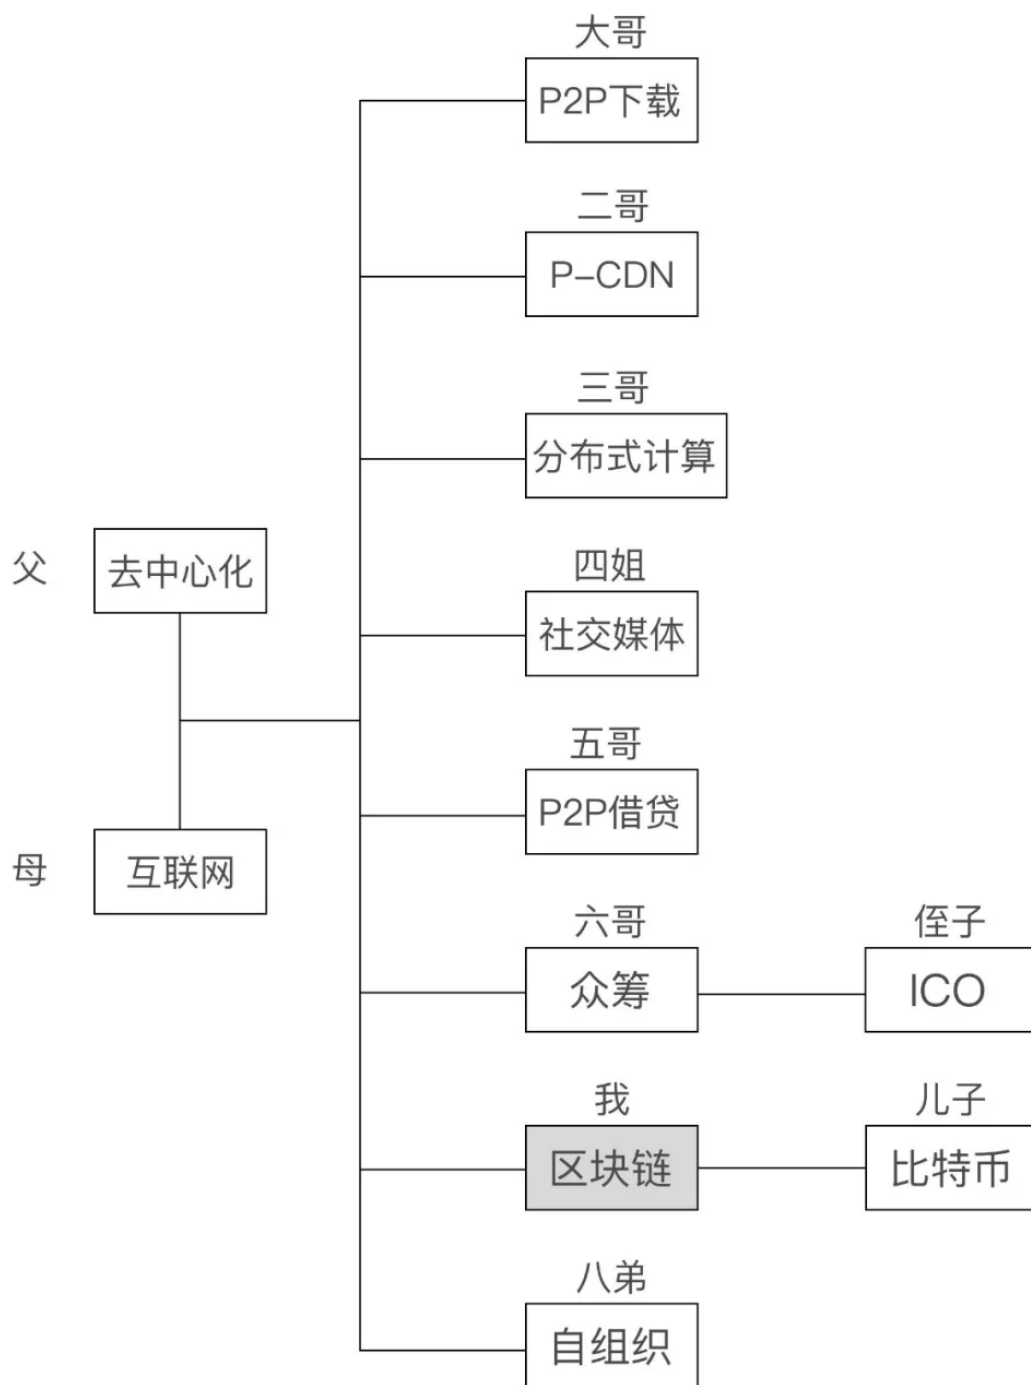 大哥
P2P下载
二哥
P-CDN
三哥
分布式计算
四姐
父
去中心化
社交媒体
五哥
P2P借贷
母
互联网
六哥
侄子
众筹
ICO
我
儿子
区块链
比特币
八弟
自组织